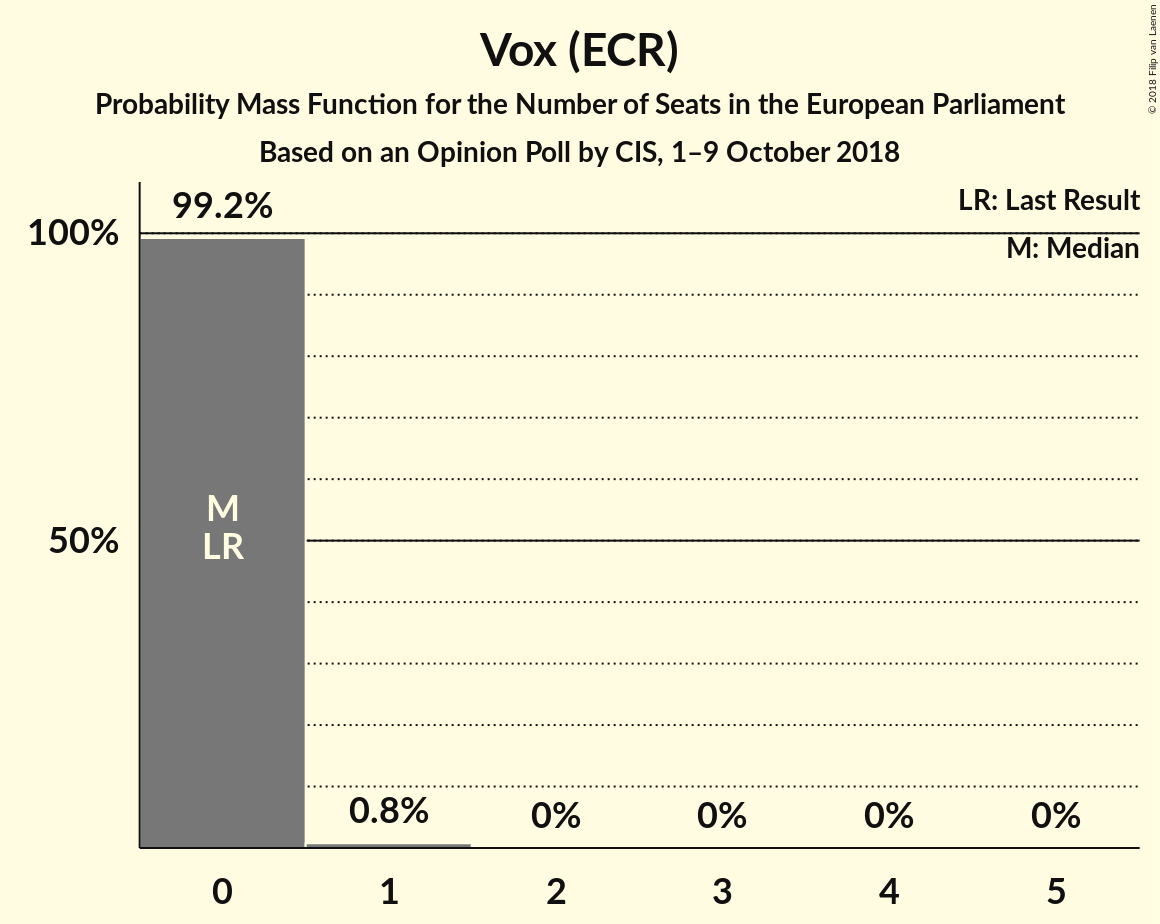 Vox (ECR)
Probability Mass Function for the Number of Seats in the European Parliament
Based on an Opinion Poll by CIS, 1–9 October 2018
© 2018 Filip van Laenen
LR: Last Result
M: Median
99.2%
100%
50%
M
LR
0.8%
0%
0%
0%
0%
0 1 2 3 4 5